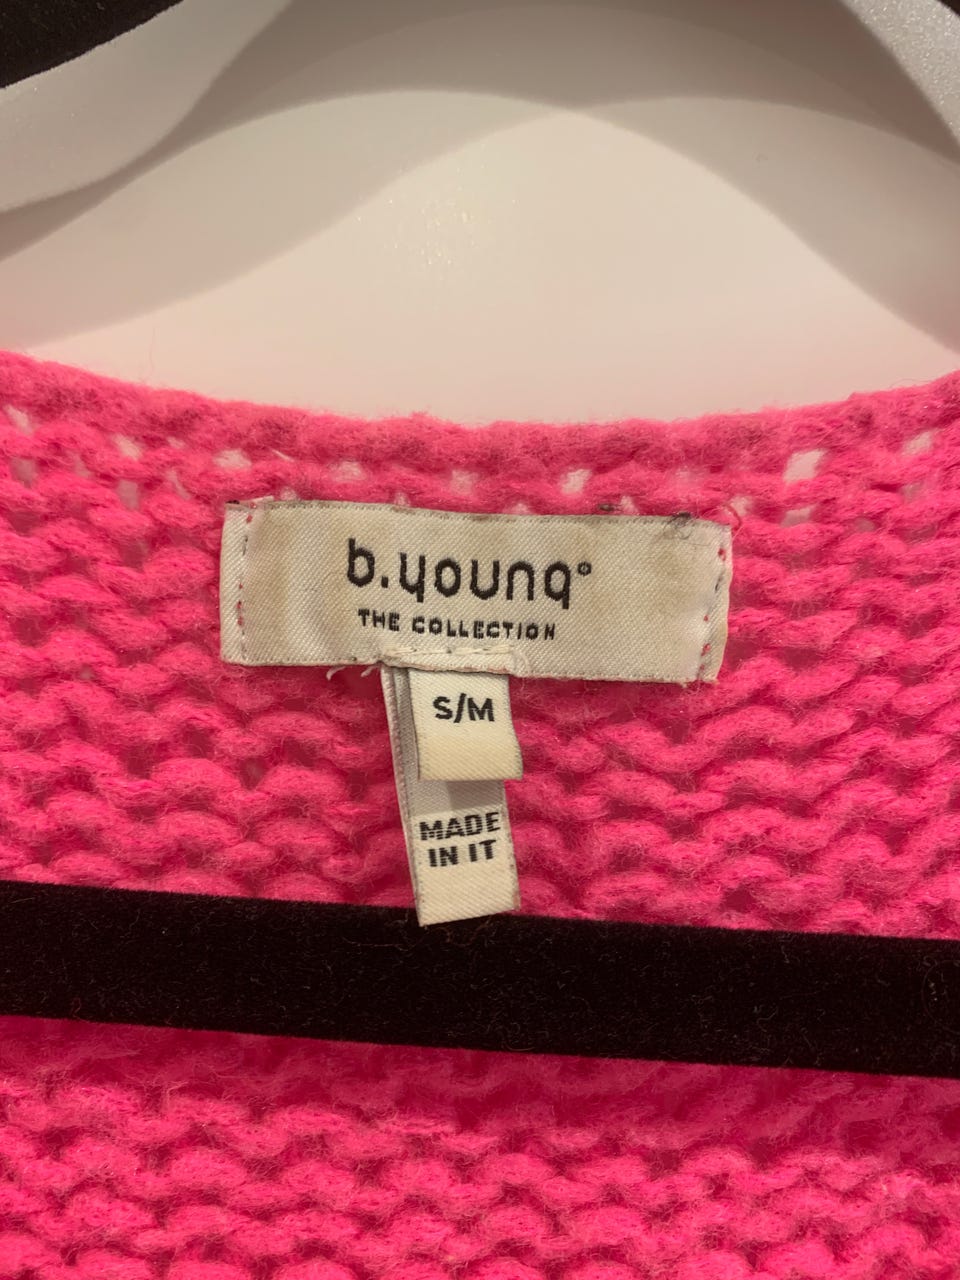 b.young®
THE COLLECTION
S/M
MADE
IN IT